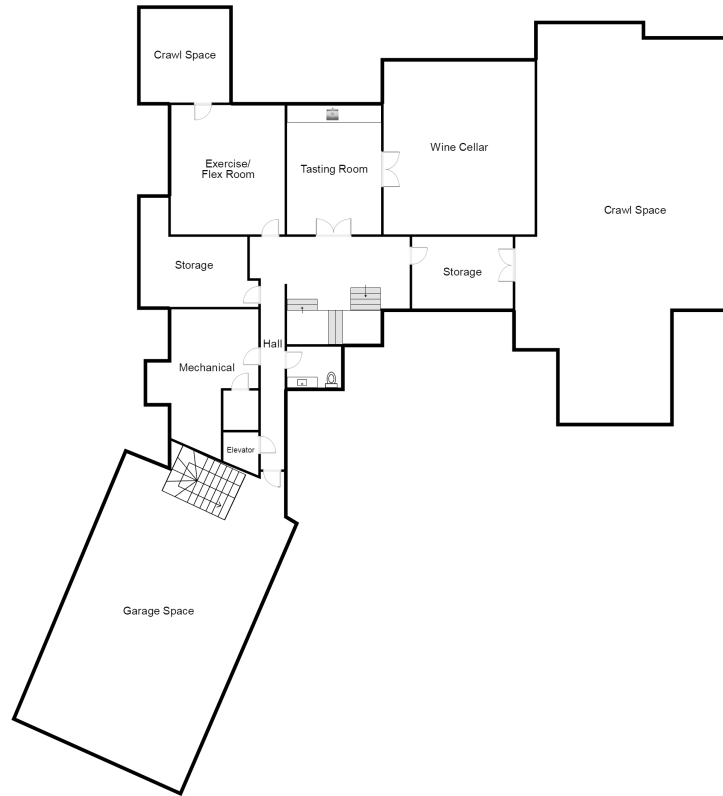 Crawl Space
Exercise/
Flex Room
Tasting Room
Wine Cellar
Crawl Space
Storage
Storage
Hall
Mechanical
Elevator
Garage Space